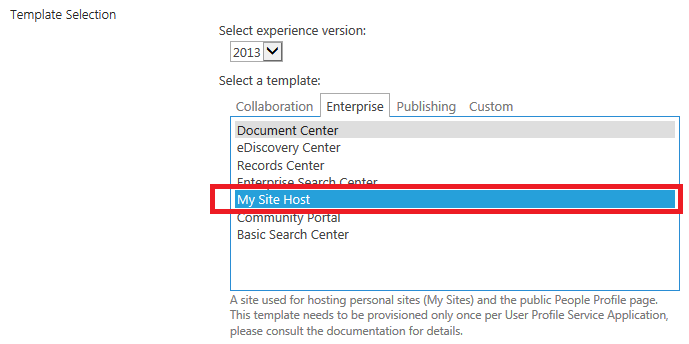 Template Selection
Select experience version:
2013
Select a template:
Collaboration Enterprise Publishing Custom
Document Center
eDiscovery Center
Records Center
Enterprise Search Center
My Site Host
Community Portal
Basic Search Center
A site used for hosting personal sites (My Sites) and the public People Profile page.
This template needs to be provisioned only once per User Profile Service Application,
please consult the documentation for details.